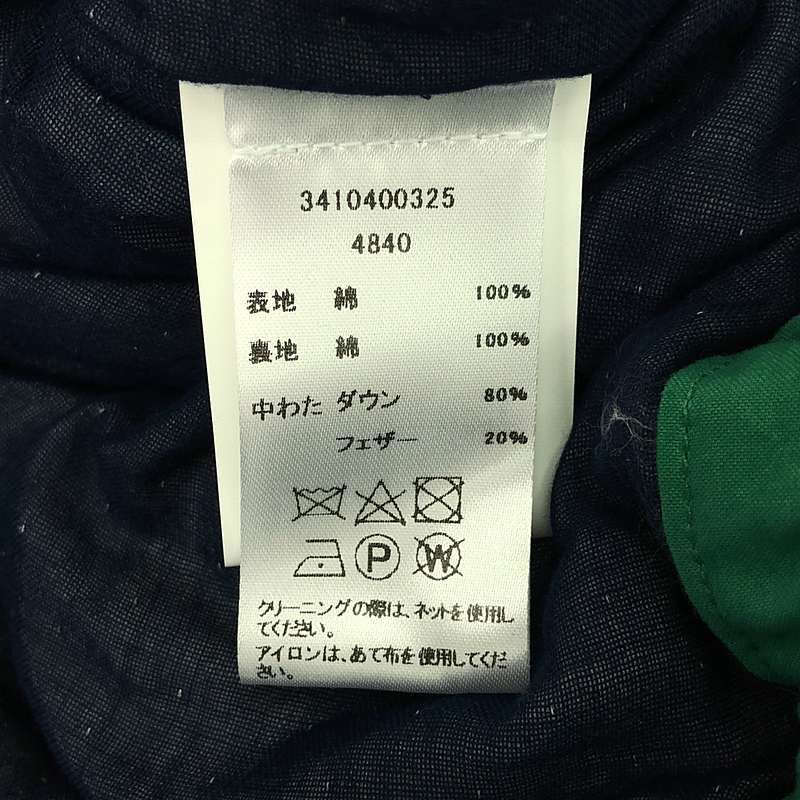 3410400325
4840
表地 綿 100%
裏地 綿 100%
中わた ダウン 80%
フェザー 20%
P W
クリーニングの際は、ネットを使用し
てください。
アイロンは、あて布を使用してくだ
さい。